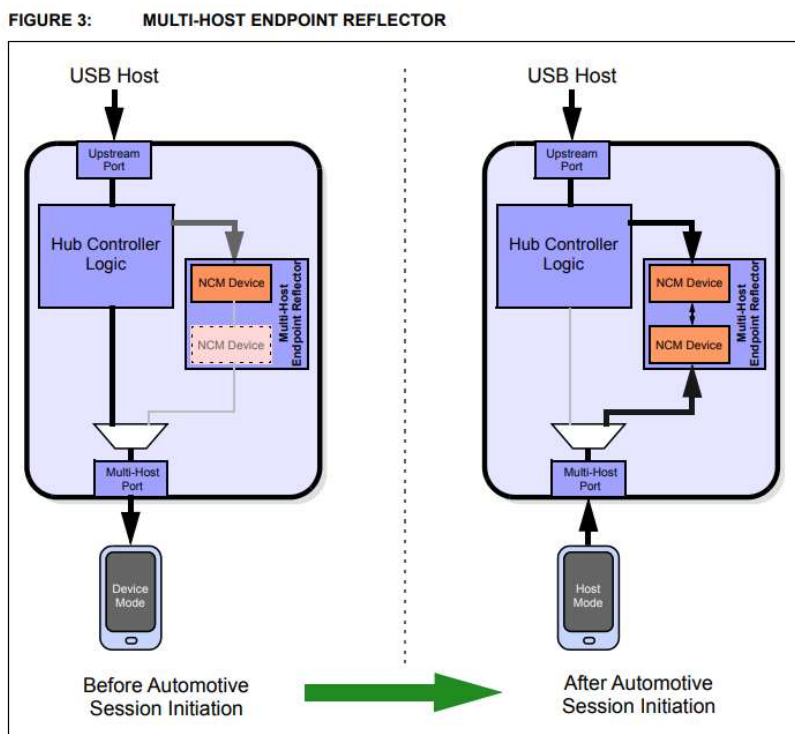 FIGURE 3: MULTI-HOST ENDPOINT REFLECTOR
USB Host
Upstream
Port
Hub Controller
Logic
NCM Device
NCM Device
Multi-Host
Endpoint Reflector
Multi-Host
Port
Device
Mode
Before Automotive
Session Initiation
USB Host
Upstream
Port
Hub Controller
Logic
NCM Device
NCM Device
Multi-Host
Endpoint Reflector
Multi-Host
Port
Host
Mode
After Automotive
Session Initiation